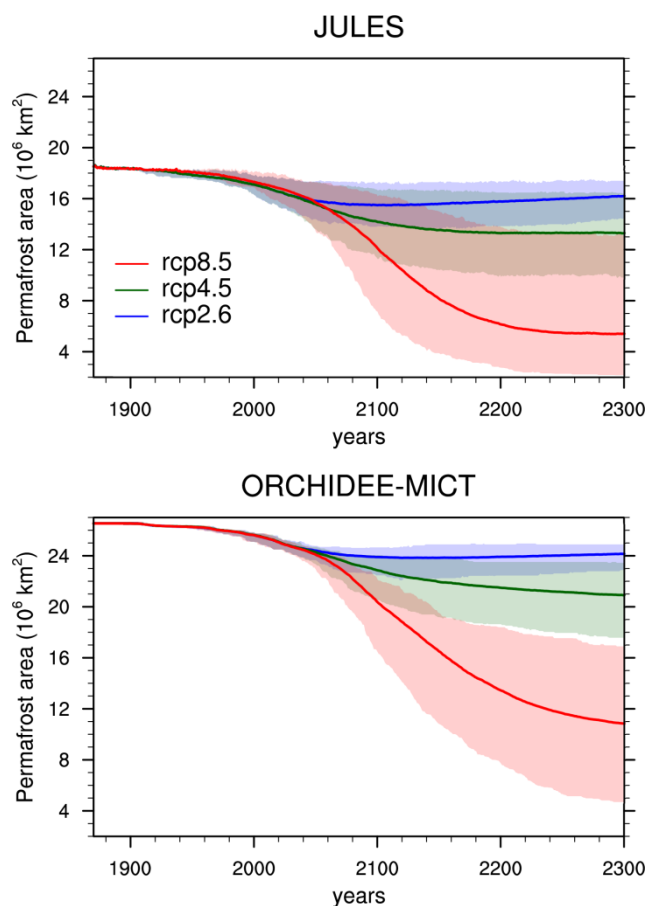 JULES
Permafrost area (10⁶ km²)
24
20
16
12
8
4
rcp8.5
rcp4.5
rcp2.6
1900 2000 2100 2200 2300
years
ORCHIDEE-MICT
Permafrost area (10⁶ km²)
24
20
16
12
8
4
1900 2000 2100 2200 2300
years